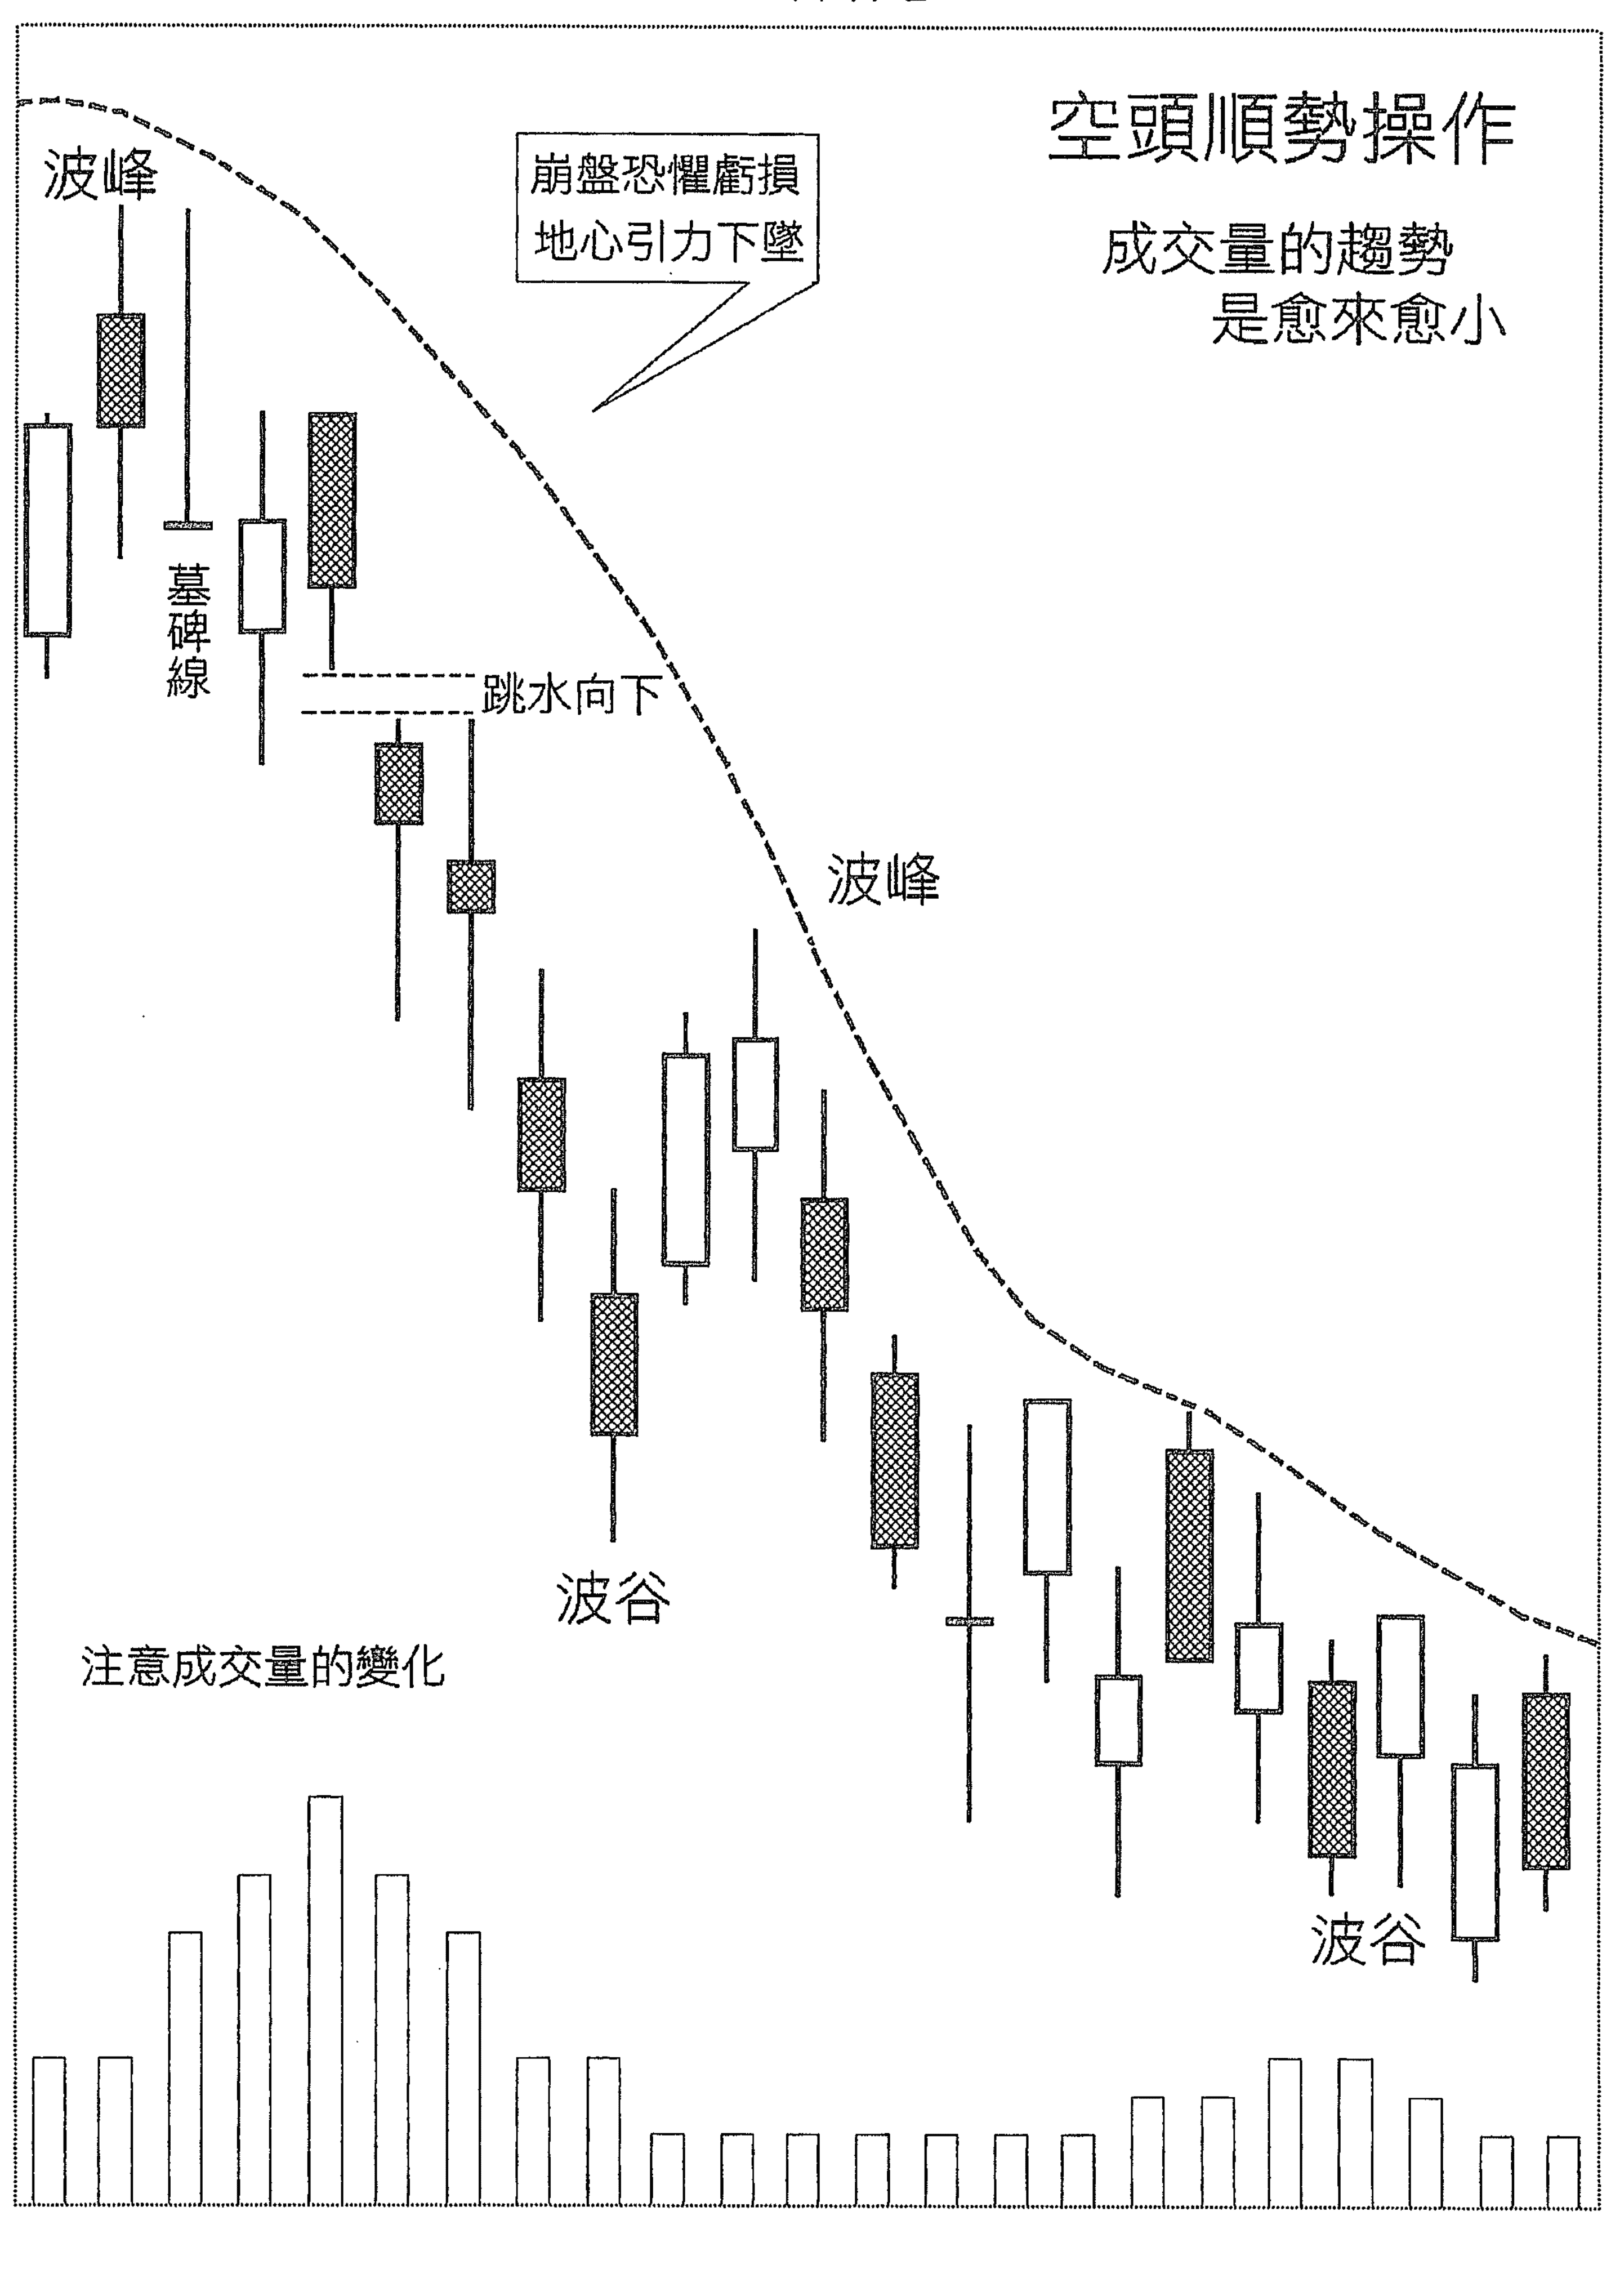 空頭順勢操作
成交量的趨勢
是愈來愈小
崩盤恐懼虧損
地心引力下墜
波峰
墓碑線
跳水向下
波峰
波谷
注意成交量的變化
波谷